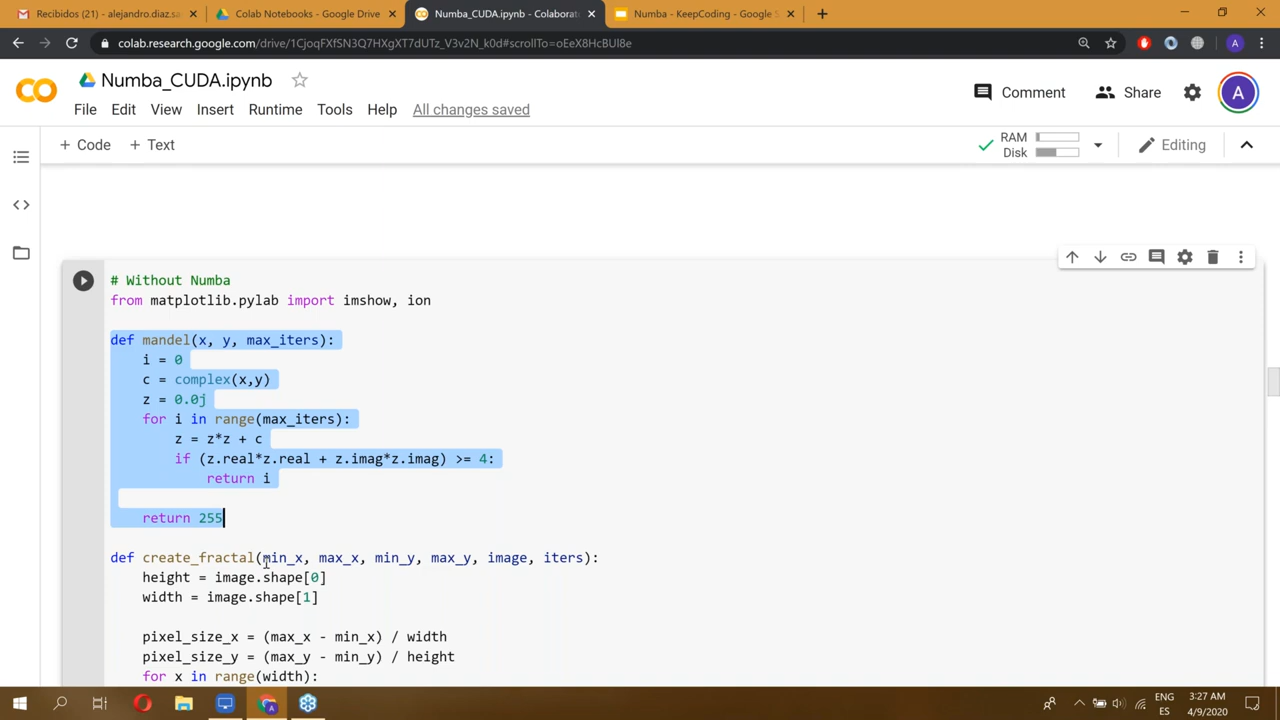 Recibidos (21) - alejandro.diaz.sa
Colab Notebooks - Google Drive
Numba_CUDA.ipynb - Colaborat
Numba - KeepCoding - Google S
colab.research.google.com/drive/1CjoqFXfSN3Q7HXgXT7dUTz_V3v2N_k0d#scrollTo=oEeX8HcBUl8e
A
Numba_CUDA.ipynb
File Edit View Insert Runtime Tools Help All changes saved
Comment Share A
+ Code + Text
RAM
Disk
Editing
# Without Numba
from matplotlib.pylab import imshow, ion
def mandel(x, y, max_iters):
i = 0
c = complex(x,y)
z = 0.0j
for i in range(max_iters):
z = z*z + c
if (z.real*z.real + z.imag*z.imag) >= 4:
return i
return 255
def create_fractal(min_x, max_x, min_y, max_y, image, iters):
height = image.shape[0]
width = image.shape[1]
pixel_size_x = (max_x - min_x) / width
pixel_size_y = (max_y - min_y) / height
for x in range(width):
ENG
ES
3:27 AM
4/9/2020